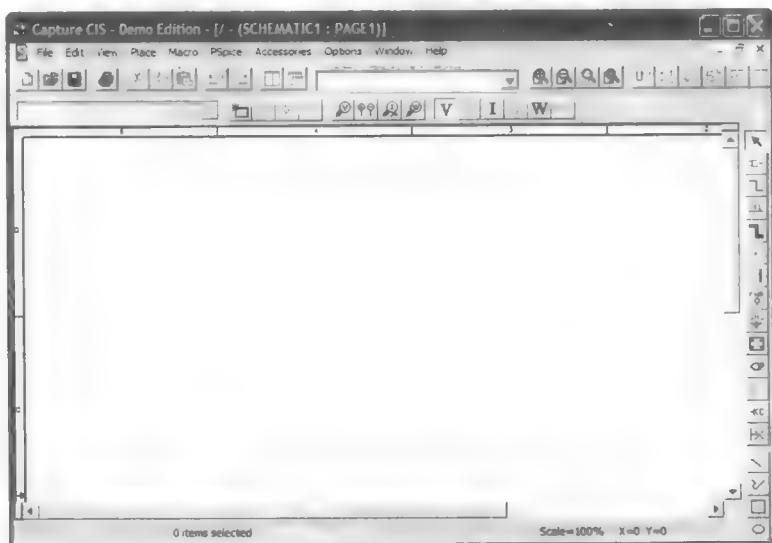 Capture CIS - Demo Edition - [/ - (SCHEMATIC1 : PAGE1)]
File Edit View Place Macro PSpice Accessories Options Window Help
V I W
0 items selected Scale=100% X=0 Y=0